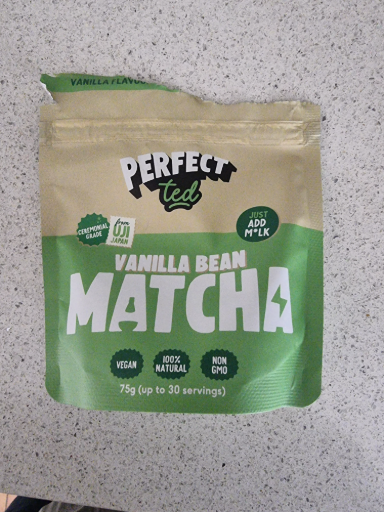 VANILLA FLAVOU
PERFECT
ted
CEREMONIAL
GRADE
from
UJI
JAPAN
JUST
ADD
M*LK
VANILLA BEAN
MATCHA
VEGAN
100%
NATURAL
NON
GMO
75g (up to 30 servings)